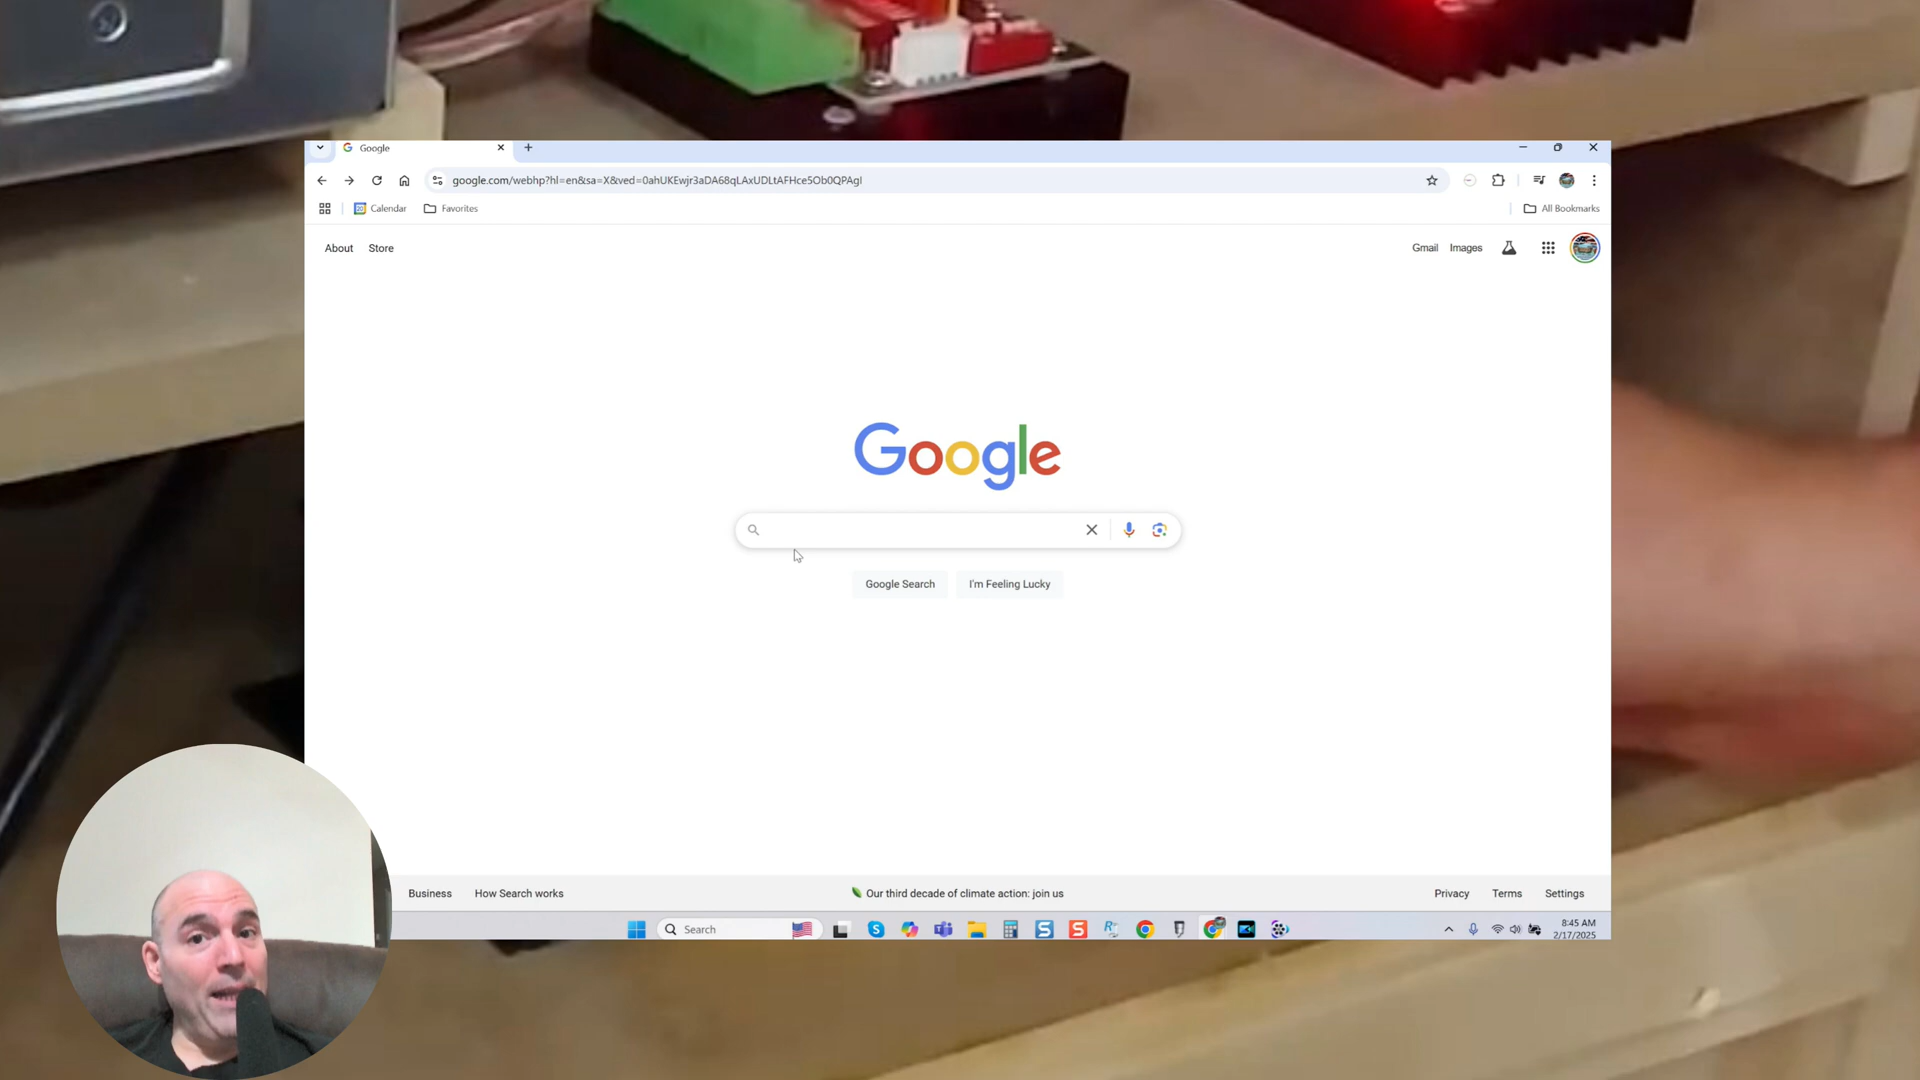 Google
google.com/webhp?hl=en&sa=X&ved=0ahUKEwjr3aDA68qLAxUDLtAFHce5Ob0QPAgI
Calendar
Favorites
All Bookmarks
About
Store
Gmail
Images
Google
Google Search
I'm Feeling Lucky
Business
How Search works
Our third decade of climate action: join us
Privacy
Terms
Settings
Search
8:45 AM
2/17/2025